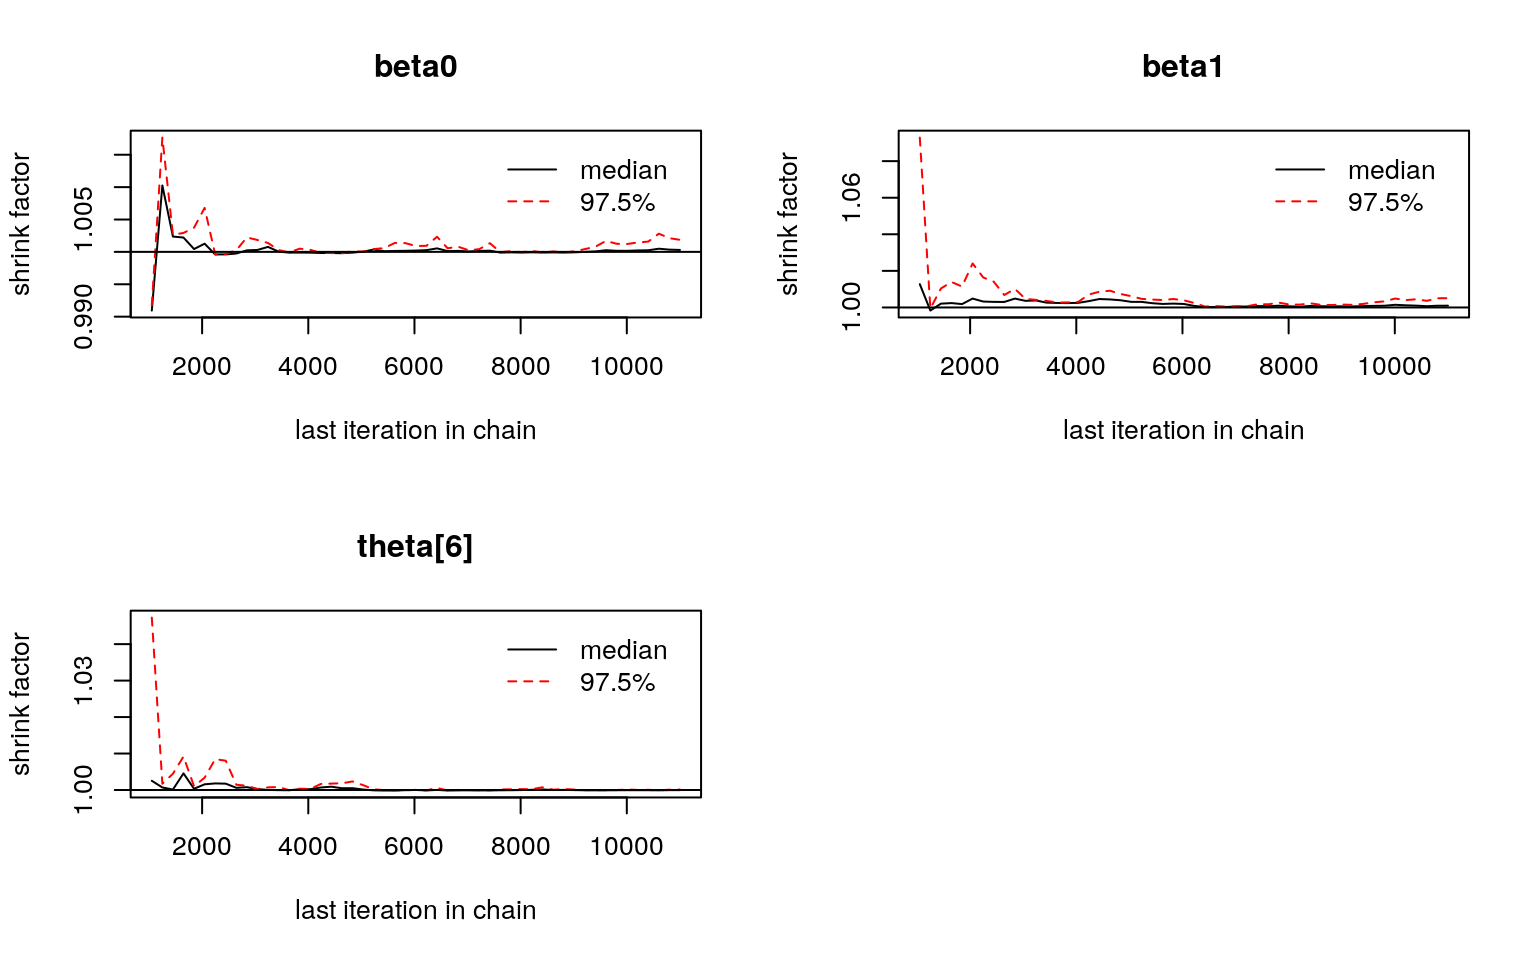 beta0
shrink factor
0.990
1.005
median
97.5%
2000 4000 6000 8000 10000
last iteration in chain
beta1
shrink factor
1.00
1.06
median
97.5%
2000 4000 6000 8000 10000
last iteration in chain
theta[6]
shrink factor
1.00
1.03
median
97.5%
2000 4000 6000 8000 10000
last iteration in chain